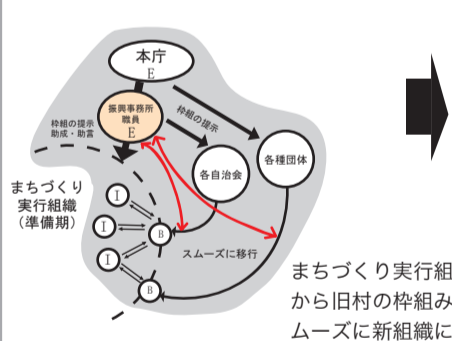 本庁
E
振興事務所
職員
E
枠組の提示
助成・助言
枠組の提示
各自治会
各種団体
まちづくり
実行組織
(準備期)
I
I
I
B
B
スムーズに移行
まちづくり実行組
から旧村の枠組み
ムーズに新組織に